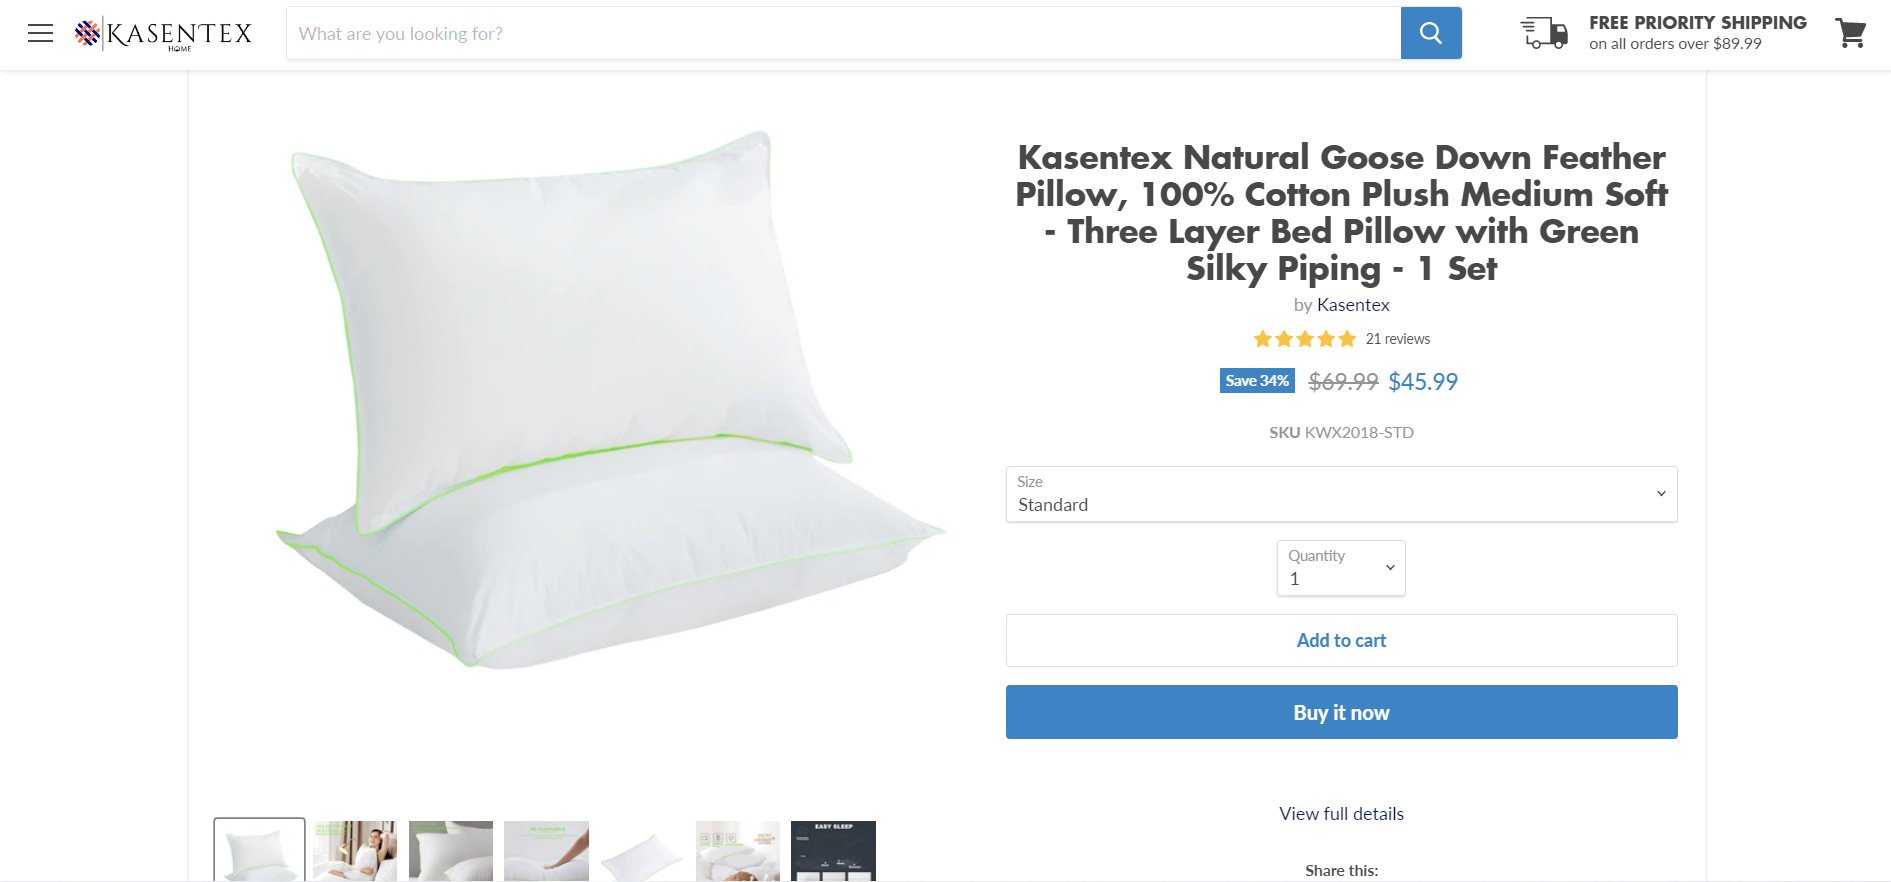 KASENTEX
HOME
What are you looking for?
FREE PRIORITY SHIPPING
on all orders over $89.99
Kasentex Natural Goose Down Feather
Pillow, 100% Cotton Plush Medium Soft
- Three Layer Bed Pillow with Green
Silky Piping - 1 Set
by Kasentex
21 reviews
Save 34% $69.99 $45.99
SKU KWX2018-STD
Size
Standard
Quantity
1
Add to cart
Buy it now
View full details
Share this:
EASY SLEEP